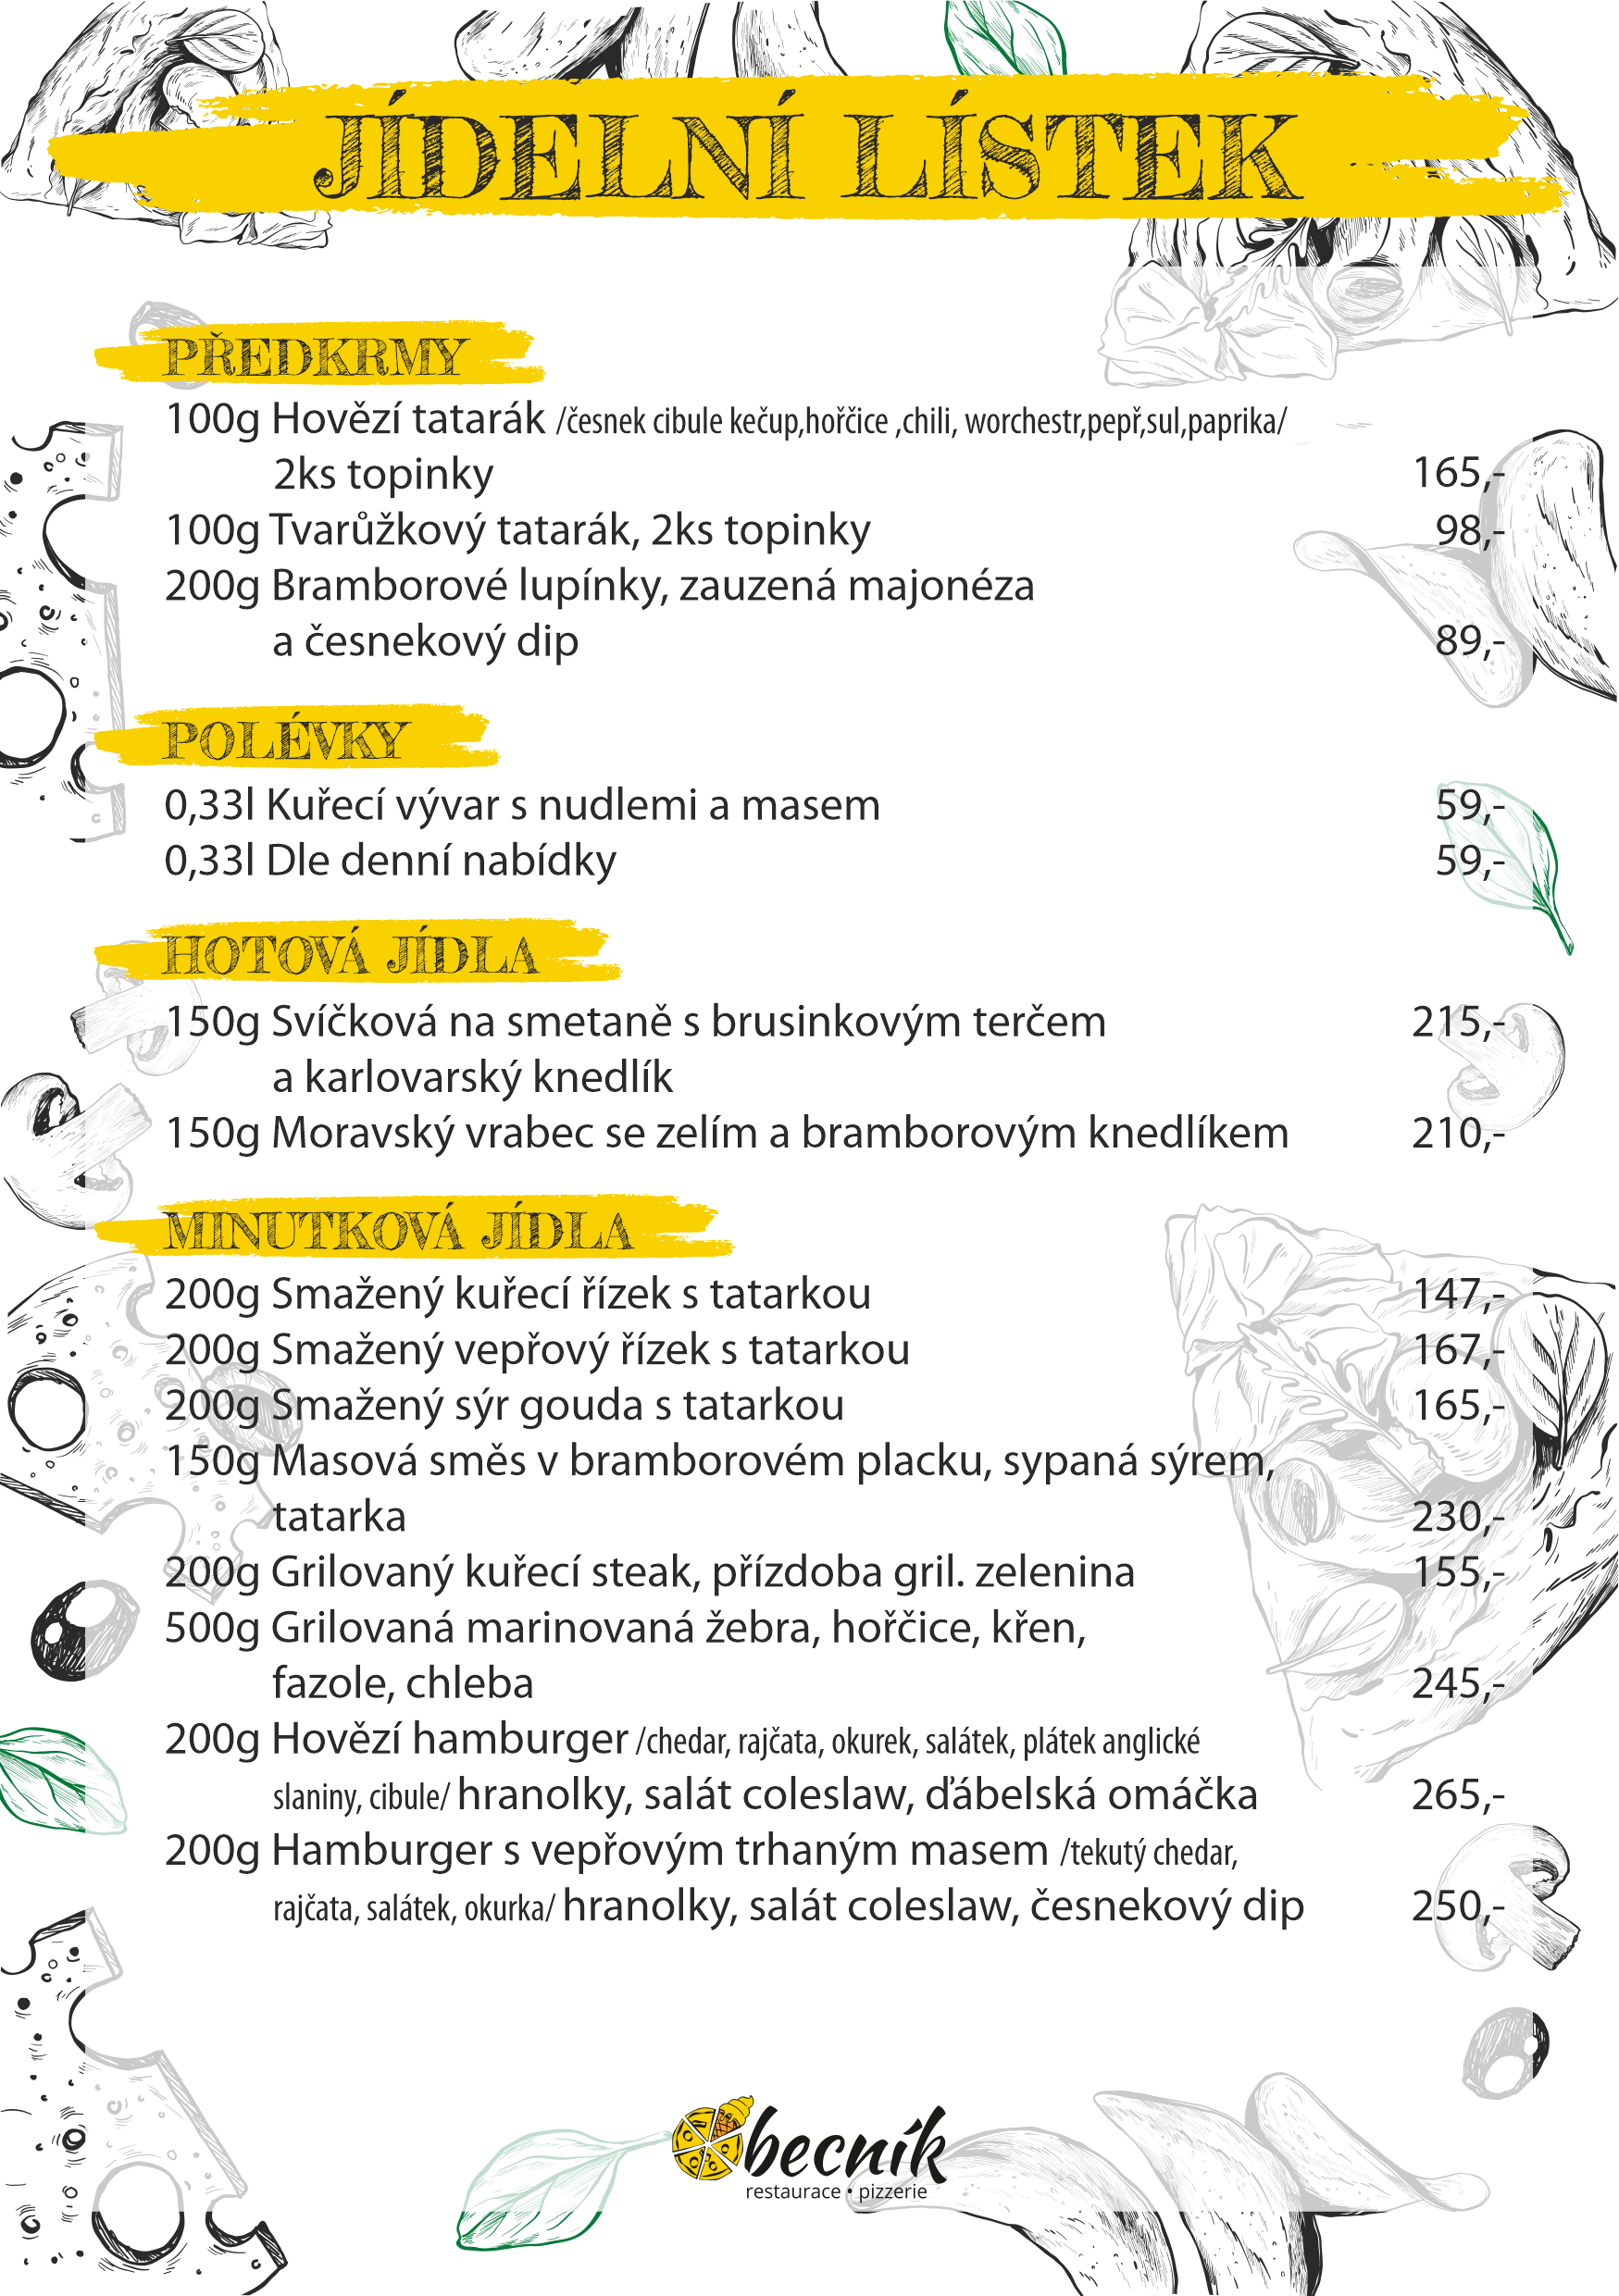 JÍDELNÍ LÍSTEK
PŘEDKRMY
100g Hovězí tatarák /česnek cibule kečup,hořčice ,chili, worchestr,pepř,sul,paprika/
2ks topinky 165,-
100g Tvarůžkový tatarák, 2ks topinky 98,-
200g Bramborové lupínky, zauzená majonéza
a česnekový dip 89,-
POLÉVKY
0,33l Kuřecí vývar s nudlemi a masem 59,-
0,33l Dle denní nabídky 59,-
HOTOVÁ JÍDLA
150g Svíčková na smetaně s brusinkovým terčem 215,-
a karlovarský knedlík
150g Moravský vrabec se zelím a bramborovým knedlíkem 210,-
MINUTKOVÁ JÍDLA
200g Smažený kuřecí řízek s tatarkou 147,-
200g Smažený vepřový řízek s tatarkou 167,-
200g Smažený sýr gouda s tatarkou 165,-
150g Masová směs v bramborovém placku, sypaná sýrem,
tatarka 230,-
200g Grilovaný kuřecí steak, přízdoba gril. zelenina 155,-
500g Grilovaná marinovaná žebra, hořčice, křen,
fazole, chleba 245,-
200g Hovězí hamburger /chedar, rajčata, okurek, salátek, plátek anglické
slaniny, cibule/ hranolky, salát coleslaw, ďábelská omáčka 265,-
200g Hamburger s vepřovým trhaným masem /tekutý chedar,
rajčata, salátek, okurka/ hranolky, salát coleslaw, česnekový dip 250,-
becník
restaurace • pizzerie